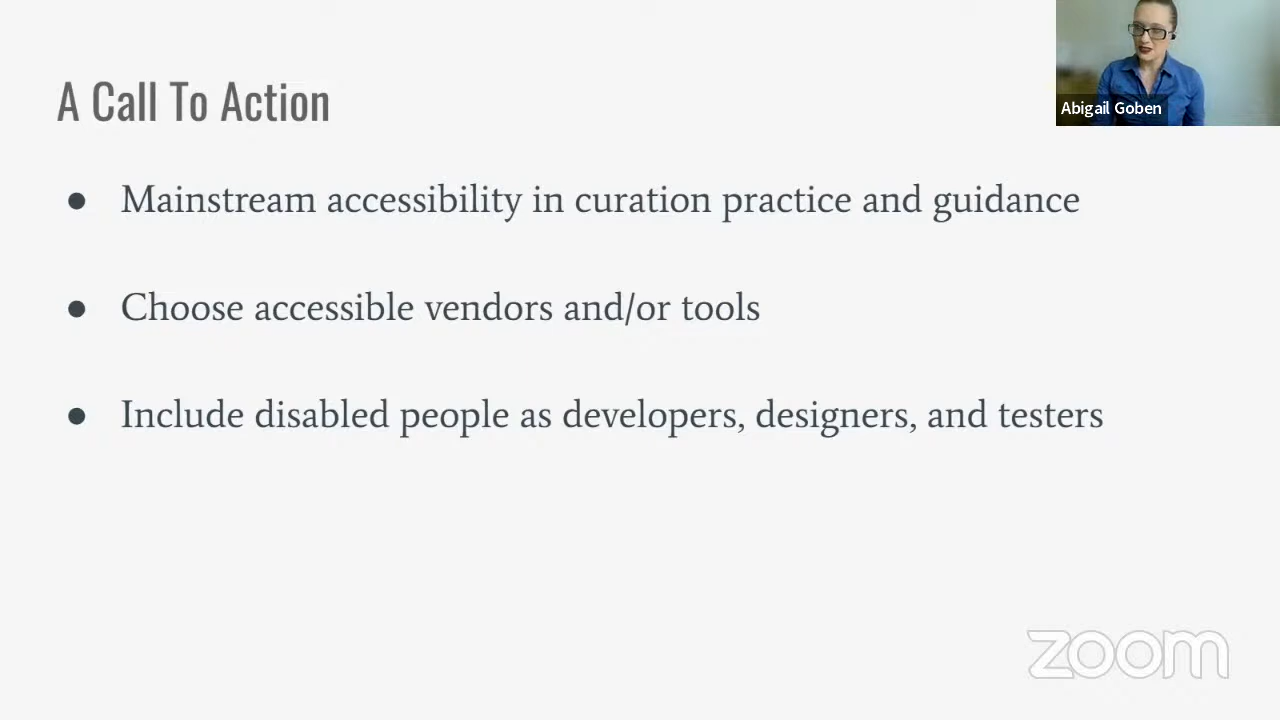 A Call To Action
Abigail Goben
● Mainstream accessibility in curation practice and guidance
● Choose accessible vendors and/or tools
● Include disabled people as developers, designers, and testers
zoom